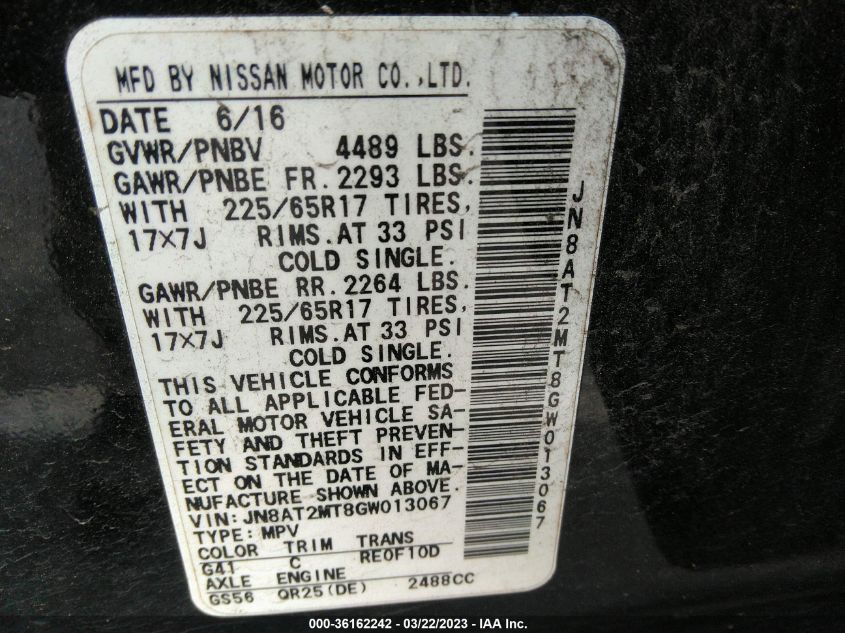 MFD BY NISSAN MOTOR CO.,LTD.
DATE 6/16
GVWR/PNBV 4489 LBS.
GAWR/PNBE FR.2293 LBS.
WITH 225/65R17 TIRES,
17×7J RIMS.AT 33 PSI
COLD SINGLE.
GAWR/PNBE RR.2264 LBS.
WITH 225/65R17 TIRES,
17×7J RIMS.AT 33 PSI
COLD SINGLE.
THIS VEHICLE CONFORMS
TO ALL APPLICABLE FED-
ERAL MOTOR VEHICLE SA-
FETY AND THEFT PREVEN-
TION STANDARDS IN EFF-
ECT ON THE DATE OF MA-
NUFACTURE SHOWN ABOVE.
VIN:JN8AT2MT8GW013067
TYPE:MPV
COLOR TRIM TRANS
G41 C RE0F10D
AXLE ENGINE
GS56 QR25(DE) 2488CC
JN8AT2MT8GW013067
000-36162242 - 03/22/2023 - IAA Inc.